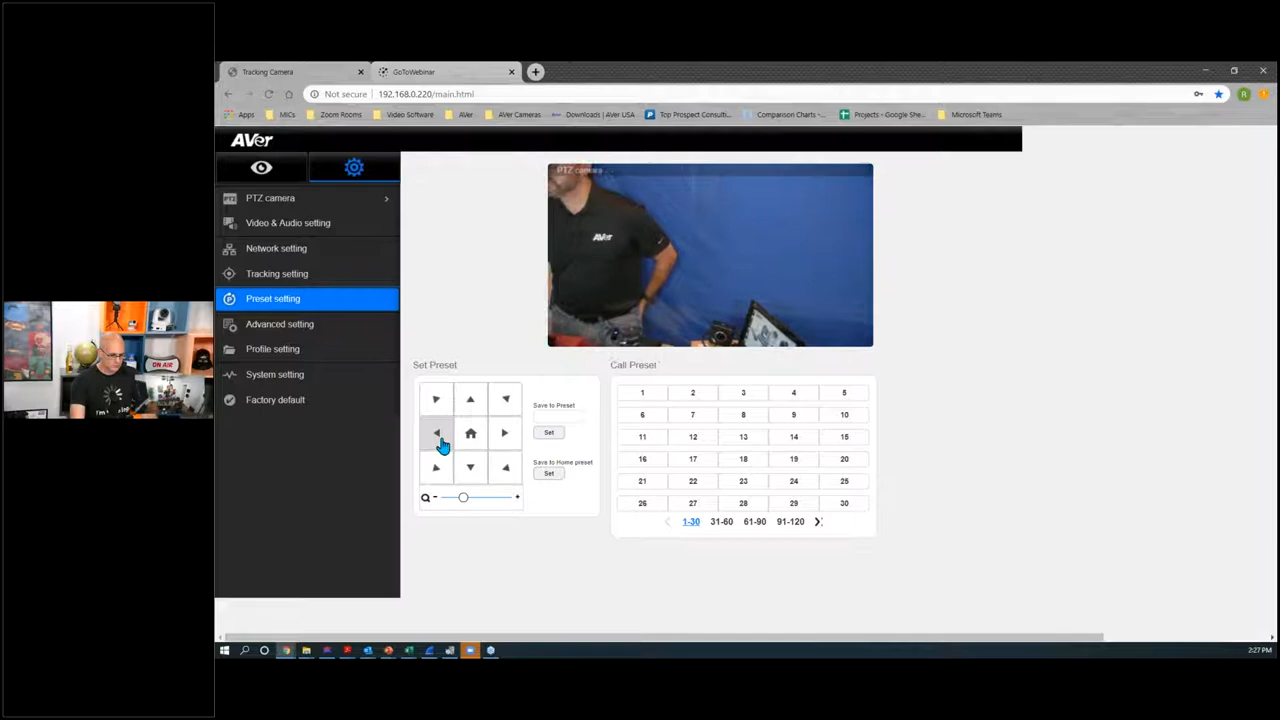 Tracking Camera
GoToWebinar
Not secure 192.168.0.220/main.html
Apps MICs Zoom Rooms Video Software AVer AVer Cameras Downloads | AVer USA Top Prospect Consulti... Comparison Charts -... Projects - Google She... Microsoft Teams
AVer
PTZ camera
Video & Audio setting
Network setting
Tracking setting
Preset setting
Advanced setting
Profile setting
System setting
Factory default
PTZ camera
AVer
ON AIR
Set Preset
Save to Preset
Set
Save to Home preset
Set
Call Preset
1 2 3 4 5
6 7 8 9 10
11 12 13 14 15
16 17 18 19 20
21 22 23 24 25
26 27 28 29 30
1-30 31-60 61-90 91-120
2:27 PM